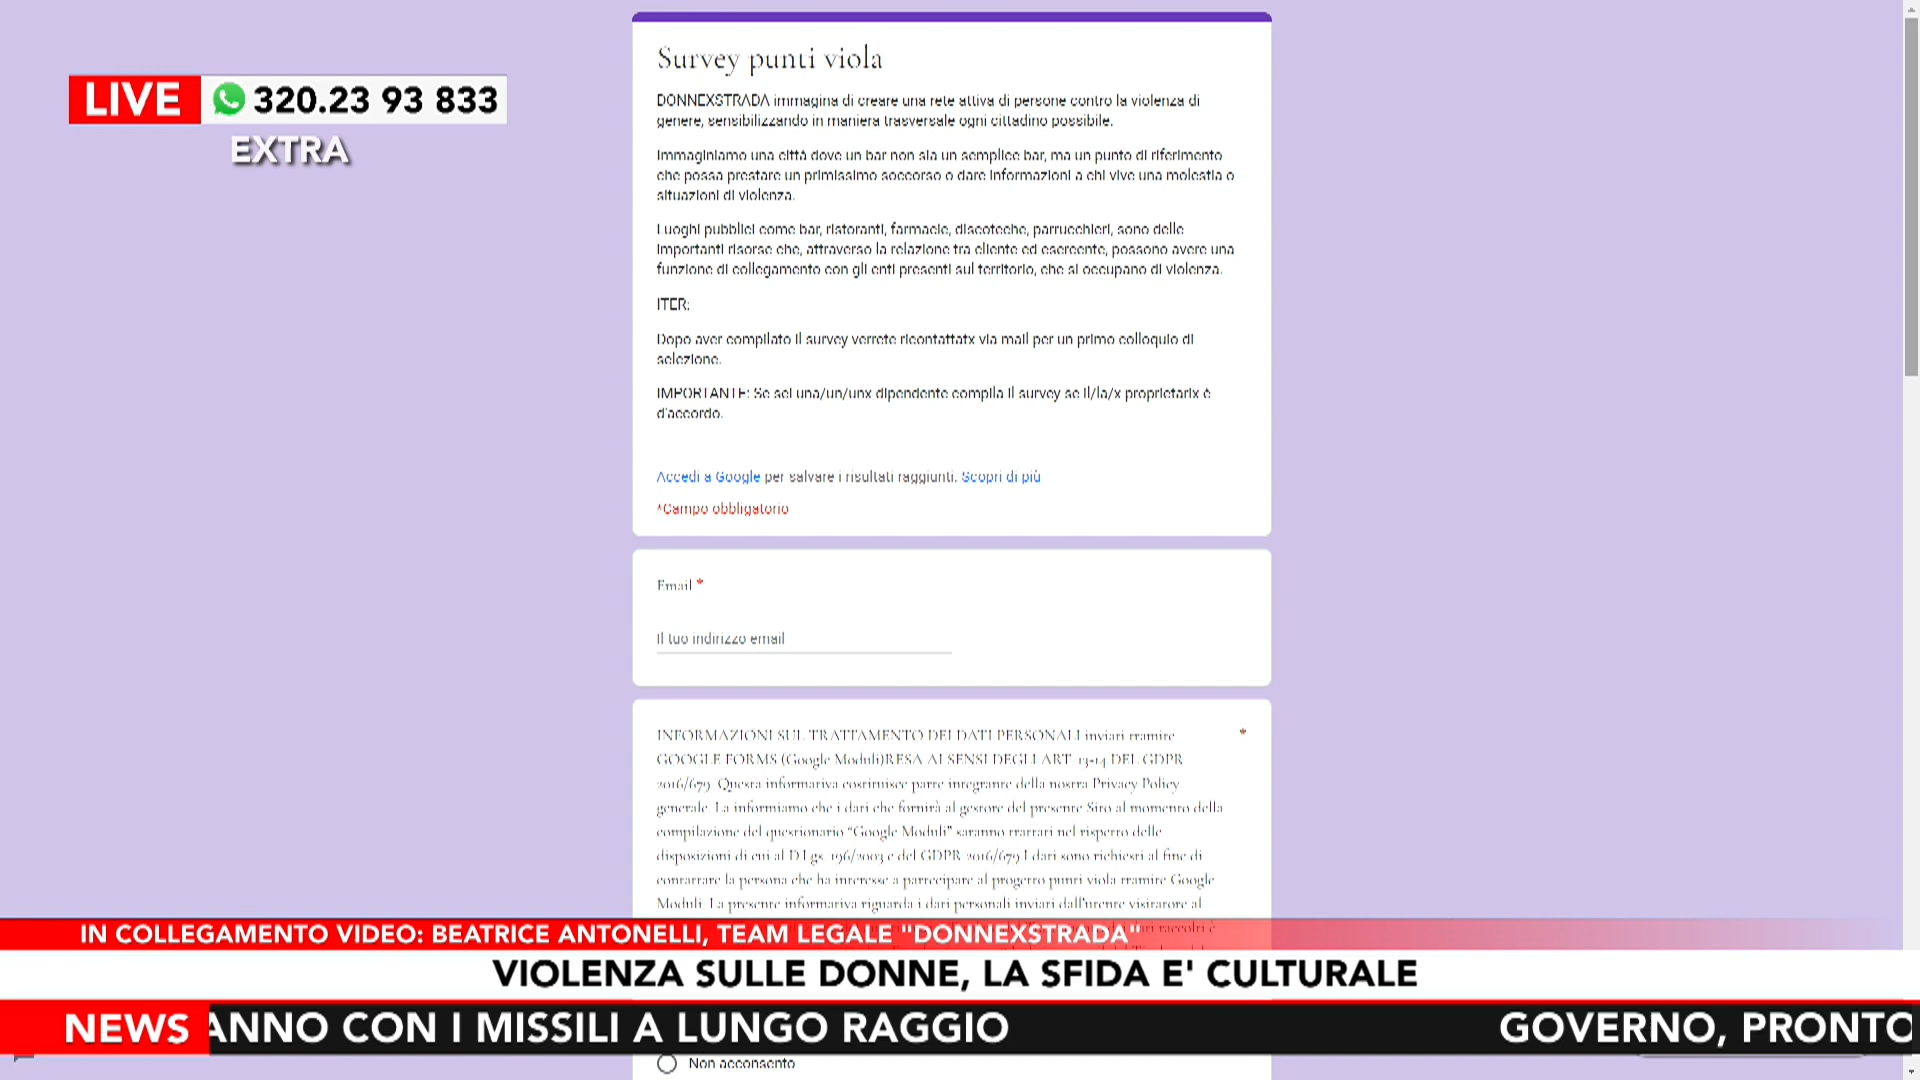 Survey punti viola
DONNEXSTRADA immagina di creare una rete attiva di persone contro la violenza di
genere, sensibilizzando in maniera trasversale ogni cittadino possibile.
Immaginiamo una città dove un bar non sia un semplice bar, ma un punto di riferimento
che possa prestare un primissimo soccorso o dare informazioni a chi vive una molestia o
situazioni di violenza.
Luoghi pubblici come bar, ristoranti, farmacie, discoteche, parrucchieri, sono delle
importanti risorse che, attraverso la relazione tra cliente ed esercente, possono avere una
funzione di collegamento con gli enti presenti sul territorio, che si occupano di violenza.
ITER:
Dopo aver compilato il survey verrete ricontattatx via mail per un primo colloquio di
selezione.
IMPORTANTE: Se sei una/un/unx dipendente compila il survey se il/la/x proprietarix è
d'accordo.
Accedi a Google per salvare i risultati raggiunti. Scopri di più
*Campo obbligatorio
LIVE 320.23 93 833
EXTRA
Email *
Il tuo indirizzo email
INFORMAZIONI SUL TRATTAMENTO DEI DATI PERSONALI inviati tramite *
GOOGLE FORMS (Google Moduli)RESA AI SENSI DEGLI ART. 13-14 DEL GDPR
2016/679. Questa informativa costituisce parte integrante della nostra Privacy Policy
generale. La informiamo che i dati che fornirà al gestore del presente Sito al momento della
compilazione del questionario “Google Moduli” saranno trattati nel rispetto delle
disposizioni di cui al D.Lgs. 196/2003 e del GDPR 2016/679 I dati sono richiesti al fine di
contattare la persona che ha interesse a partecipare al progetto punti viola tramite Google
Moduli. La presente informativa riguarda i dati personali inviati dall'utente visitatore al
IN COLLEGAMENTO VIDEO: BEATRICE ANTONELLI, TEAM LEGALE "DONNEXSTRADA"
VIOLENZA SULLE DONNE, LA SFIDA E' CULTURALE
NEWS ANNO CON I MISSILI A LUNGO RAGGIO GOVERNO, PRONTO
Non acconsento